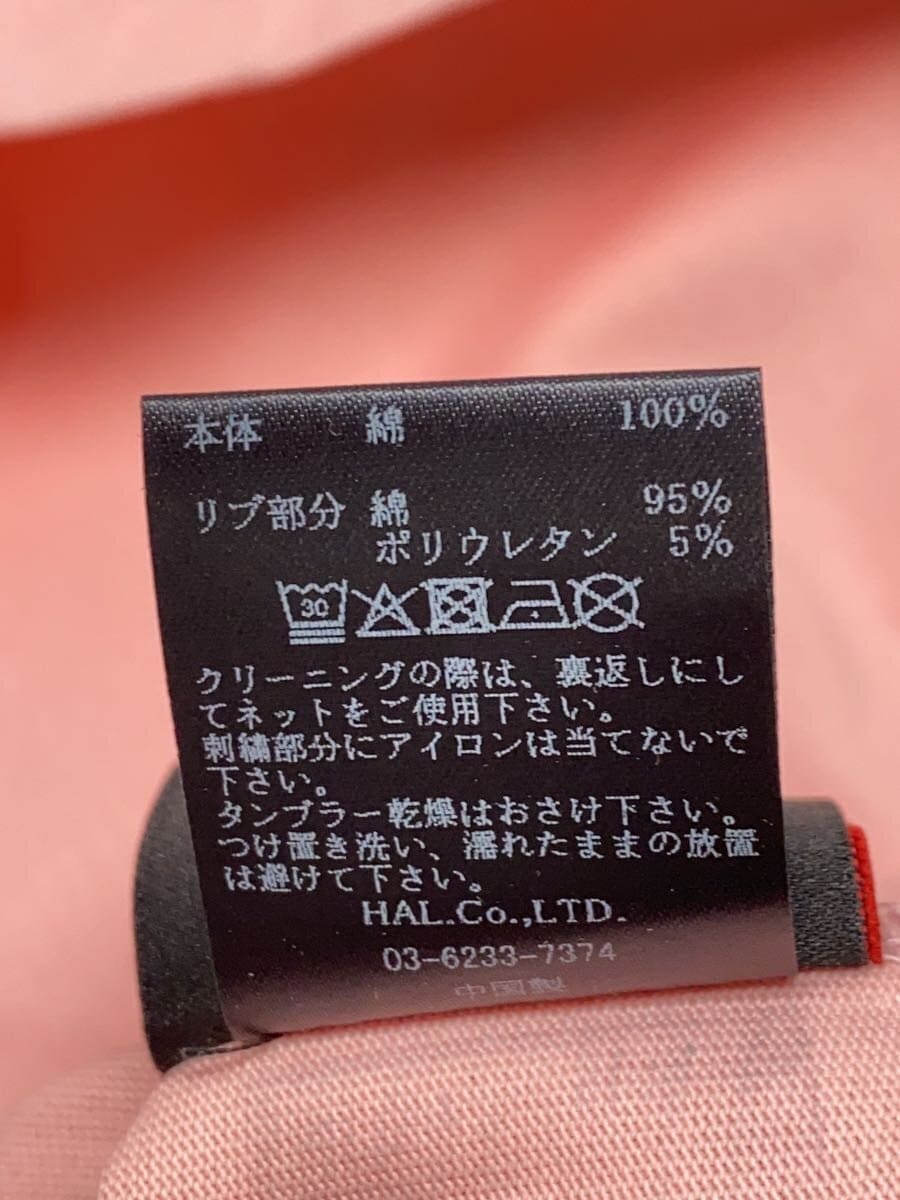 本体 綿 100%
リブ部分 綿 95%
ポリウレタン 5%
30
クリーニングの際は、裏返しにし
てネットをご使用下さい。
刺繍部分にアイロンは当てないで
下さい。
タンブラー乾燥はおさけ下さい。
つけ置き洗い、濡れたままの放置
は避けて下さい。
HAL.Co.,LTD.
03-6233-7374
中国製